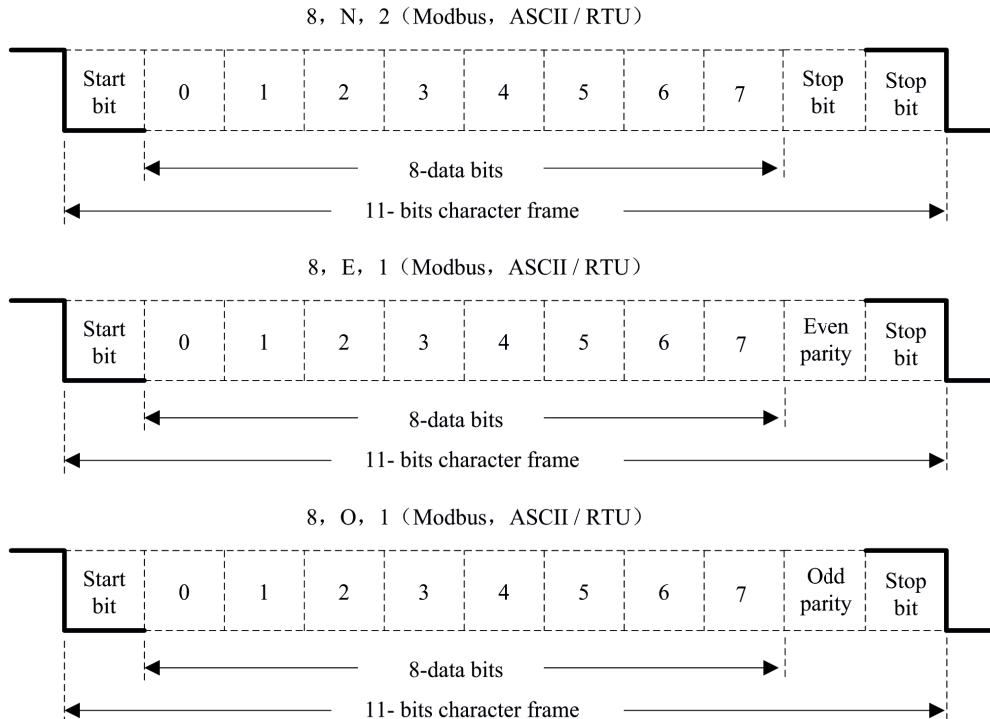 8，N，2（Modbus，ASCII / RTU）
Start bit 0 1 2 3 4 5 6 7 Stop bit Stop bit
8-data bits
11- bits character frame
8，E，1（Modbus，ASCII / RTU）
Start bit 0 1 2 3 4 5 6 7 Even parity Stop bit
8-data bits
11- bits character frame
8，O，1（Modbus，ASCII / RTU）
Start bit 0 1 2 3 4 5 6 7 Odd parity Stop bit
8-data bits
11- bits character frame